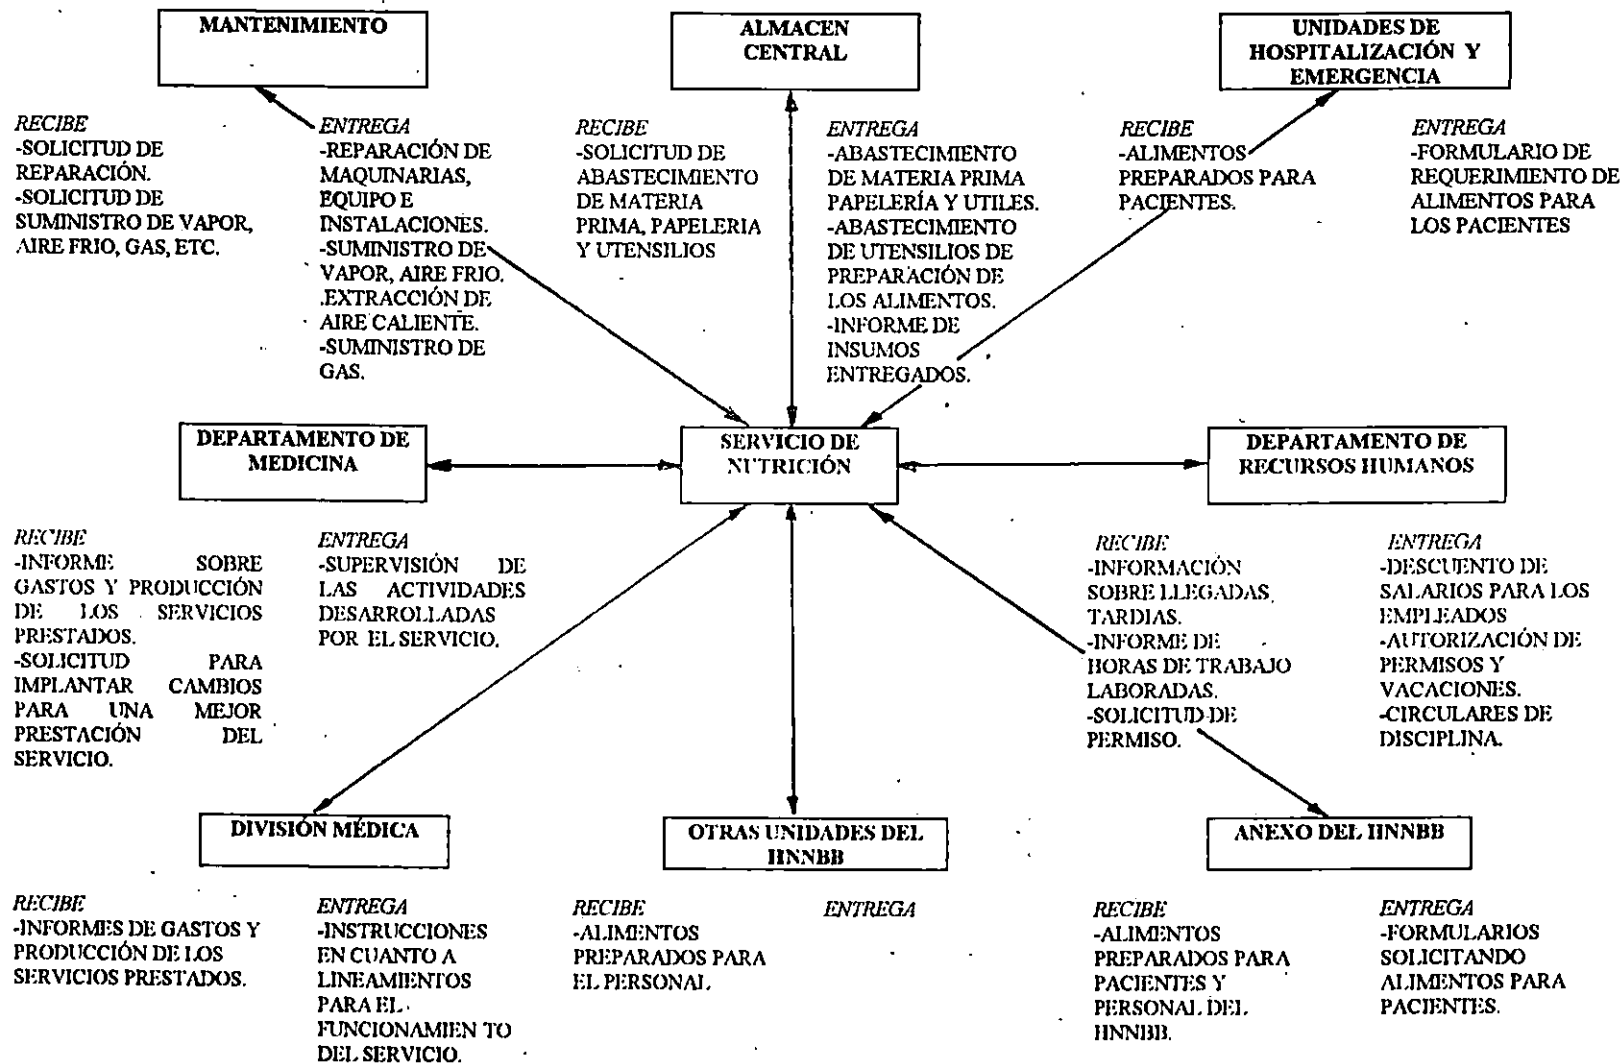 MANTENIMIENTO
RECIBE
-SOLICITUD DE
REPARACIÓN.
-SOLICITUD DE
SUMINISTRO DE VAPOR,
AIRE FRIO, GAS, ETC.
ENTREGA
-REPARACIÓN DE
MAQUINARIAS,
EQUIPO E
INSTALACIONES.
-SUMINISTRO DE
VAPOR, AIRE FRIO.
.EXTRACCIÓN DE
AIRE CALIENTE.
-SUMINISTRO DE
GAS.
ALMACEN
CENTRAL
RECIBE
-SOLICITUD DE
ABASTECIMIENTO
DE MATERIA
PRIMA, PAPELERIA
Y UTENSILIOS
ENTREGA
-ABASTECIMIENTO
DE MATERIA PRIMA
PAPELERÍA Y UTILES.
-ABASTECIMIENTO
DE UTENSILIOS DE
PREPARACIÓN DE
LOS ALIMENTOS.
-INFORME DE
INSUMOS
ENTREGADOS.
UNIDADES DE
HOSPITALIZACIÓN Y
EMERGENCIA
RECIBE
-ALIMENTOS
PREPARADOS PARA
PACIENTES.
ENTREGA
-FORMULARIO DE
REQUERIMIENTO DE
ALIMENTOS PARA
LOS PACIENTES
DEPARTAMENTO DE
MEDICINA
RECIBE
-INFORME SOBRE
GASTOS Y PRODUCCIÓN
DE LOS SERVICIOS
PRESTADOS.
-SOLICITUD PARA
IMPLANTAR CAMBIOS
PARA UNA MEJOR
PRESTACIÓN DEL
SERVICIO.
ENTREGA
-SUPERVISIÓN DE
LAS ACTIVIDADES
DESARROLLADAS
POR EL SERVICIO.
SERVICIO DE
NUTRICIÓN
DEPARTAMENTO DE
RECURSOS HUMANOS
RECIBE
-INFORMACIÓN
SOBRE LLEGADAS
TARDIAS.
-INFORME DE
HORAS DE TRABAJO
LABORADAS.
-SOLICITUD DE
PERMISO.
ENTREGA
-DESCUENTO DE
SALARIOS PARA LOS
EMPLEADOS
-AUTORIZACIÓN DE
PERMISOS Y
VACACIONES.
-CIRCULARES DE
DISCIPLINA.
DIVISIÓN MÉDICA
RECIBE
-INFORMES DE GASTOS Y
PRODUCCIÓN DE LOS
SERVICIOS PRESTADOS.
ENTREGA
-INSTRUCCIONES
EN CUANTO A
LINEAMIENTOS
PARA EL
FUNCIONAMIEN TO
DEL SERVICIO.
OTRAS UNIDADES DEL
HNNBB
RECIBE
-ALIMENTOS
PREPARADOS PARA
EL PERSONAL
ENTREGA
ANEXO DEL HNNBB
RECIBE
-ALIMENTOS
PREPARADOS PARA
PACIENTES Y
PERSONAL DEL
HNNBB.
ENTREGA
-FORMULARIOS
SOLICITANDO
ALIMENTOS PARA
PACIENTES.